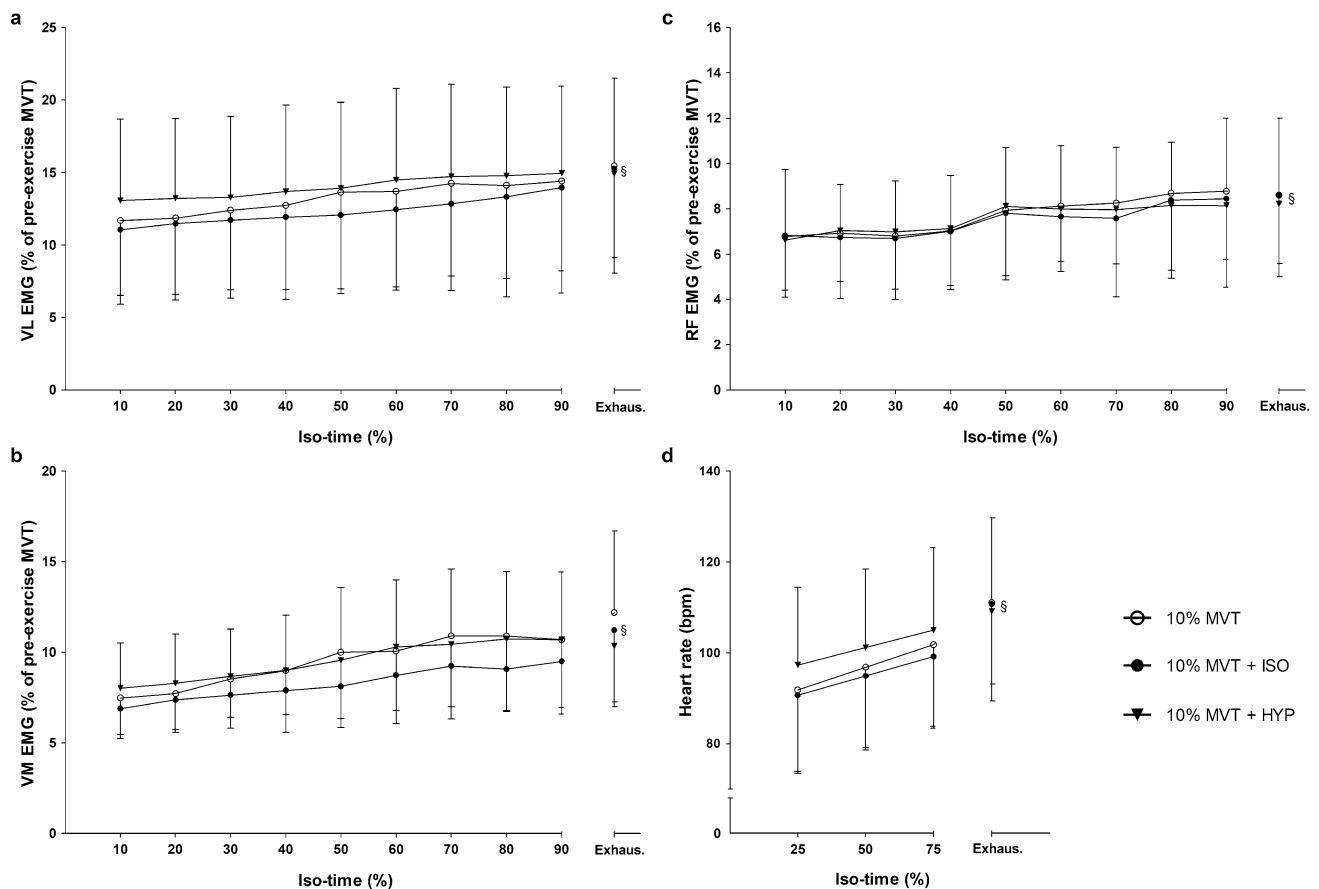 a
VL EMG (% of pre-exercise MVT)
25
20
15
10
5
0
§
10 20 30 40 50 60 70 80 90 Exhaus.
Iso-time (%)
c
RF EMG (% of pre-exercise MVT)
16
14
12
10
8
6
4
2
0
§
10 20 30 40 50 60 70 80 90 Exhaus.
Iso-time (%)
b
VM EMG (% of pre-exercise MVT)
20
15
10
5
0
§
10 20 30 40 50 60 70 80 90 Exhaus.
Iso-time (%)
d
Heart rate (bpm)
140
120
100
80
0
§
25 50 75 Exhaus.
Iso-time (%)
10% MVT
10% MVT + ISO
10% MVT + HYP